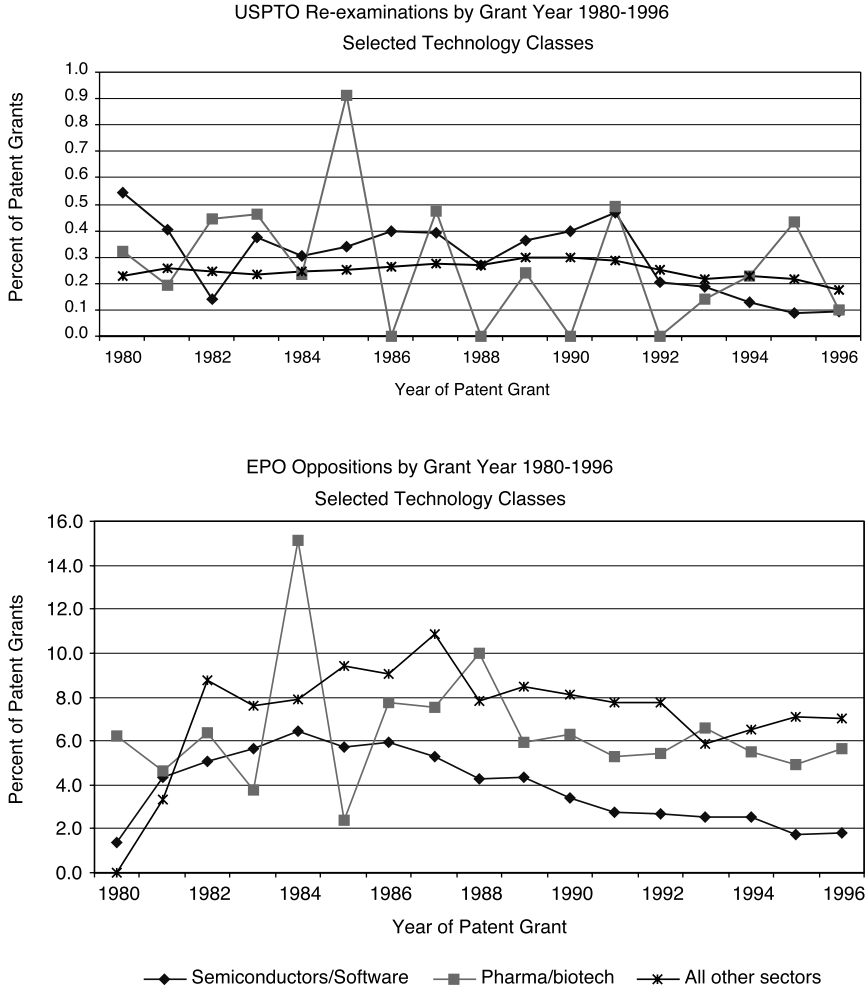 USPTO Re-examinations by Grant Year 1980-1996
Selected Technology Classes
Percent of Patent Grants
1.0
0.9
0.8
0.7
0.6
0.5
0.4
0.3
0.2
0.1
0.0
1980 1982 1984 1986 1988 1990 1992 1994 1996
Year of Patent Grant
EPO Oppositions by Grant Year 1980-1996
Selected Technology Classes
Percent of Patent Grants
16.0
14.0
12.0
10.0
8.0
6.0
4.0
2.0
0.0
1980 1982 1984 1986 1988 1990 1992 1994 1996
Year of Patent Grant
Semiconductors/Software Pharma/biotech All other sectors